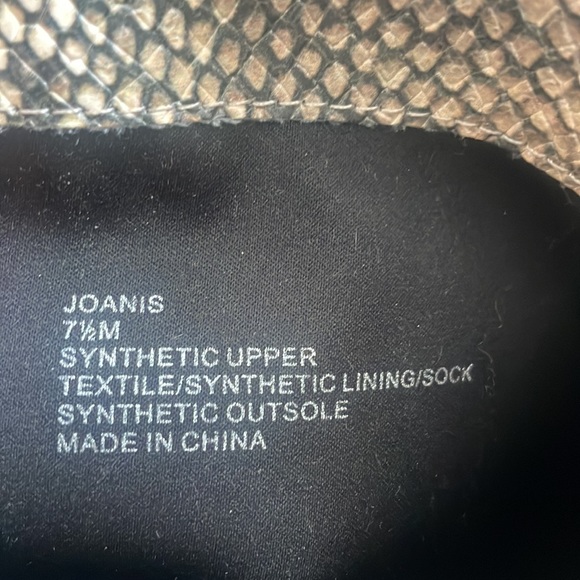 JOANIS
7½M
SYNTHETIC UPPER
TEXTILE/SYNTHETIC LINING/SOCK
SYNTHETIC OUTSOLE
MADE IN CHINA